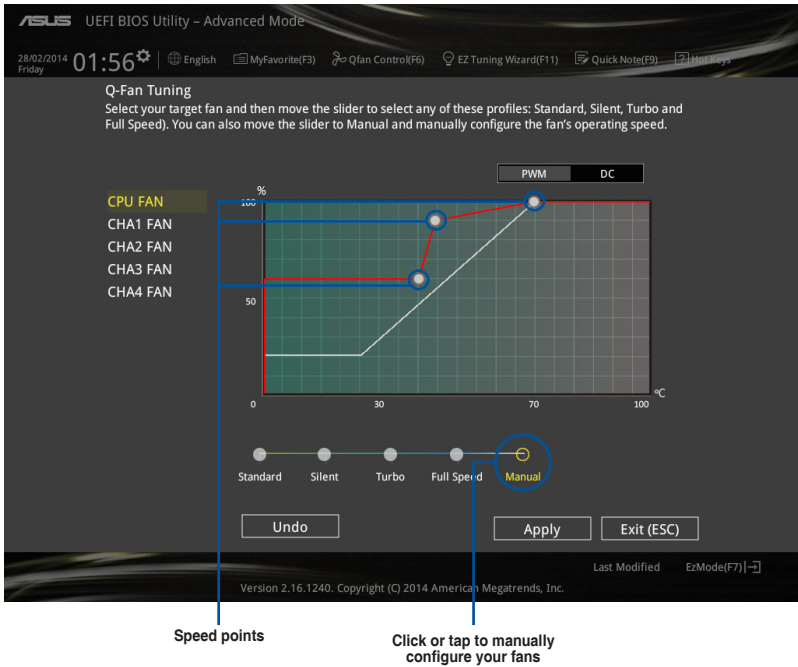 ASUS UEFI BIOS Utility – Advanced Mode
28/02/2014
Friday
01:56
English
MyFavorite(F3)
Qfan Control(F6)
EZ Tuning Wizard(F11)
Quick Note(F9)
? Hot Keys
Q-Fan Tuning
Select your target fan and then move the slider to select any of these profiles: Standard, Silent, Turbo and
Full Speed). You can also move the slider to Manual and manually configure the fan's operating speed.
PWM DC
CPU FAN
CHA1 FAN
CHA2 FAN
CHA3 FAN
CHA4 FAN
%
100
50
0 30 70 100
ºC
Standard Silent Turbo Full Speed Manual
Undo Apply Exit (ESC)
Last Modified EzMode(F7)
Version 2.16.1240. Copyright (C) 2014 American Megatrends, Inc.
Speed points
Click or tap to manually
configure your fans